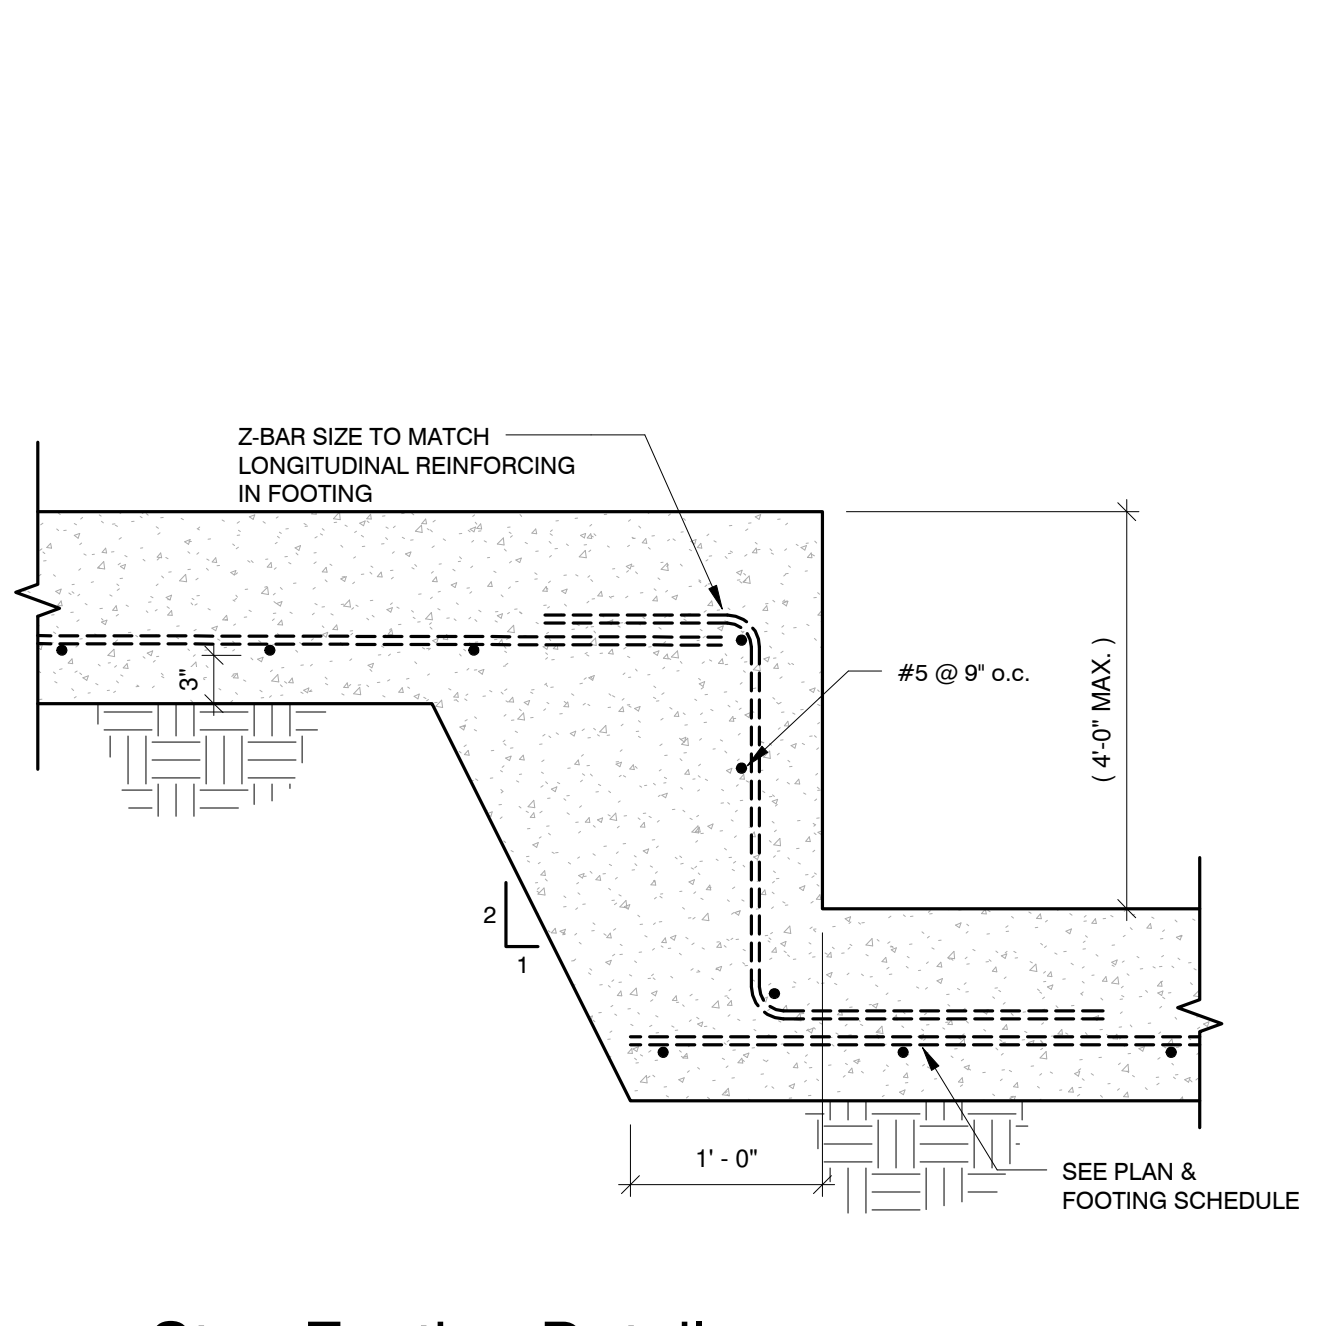 Z-BAR SIZE TO MATCH
LONGITUDINAL REINFORCING
IN FOOTING
3"
#5 @ 9" o.c.
( 4'-0" MAX. )
2
1
1' - 0"
SEE PLAN &
FOOTING SCHEDULE